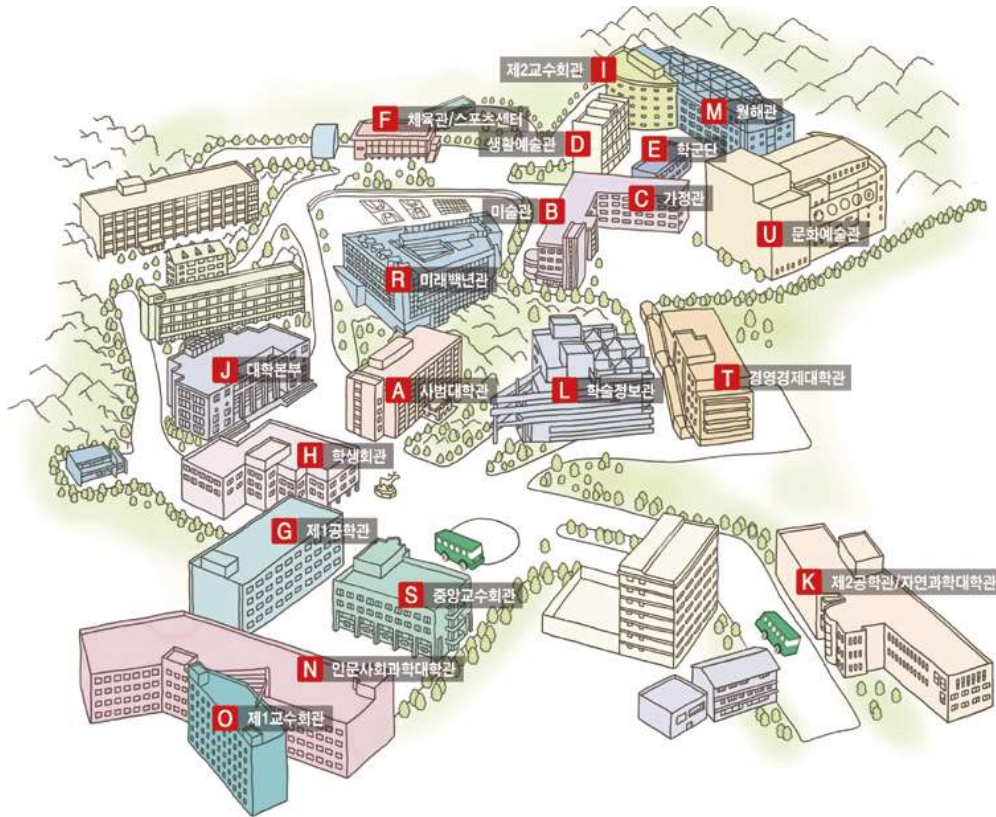 제2교수회관 I
M 원해관
F 체육관/스포츠센터
생활예술관 D
E 학군단
C 가정관
미술관 B
U 문화예술관
R 미래백년관
J 대학본부
A 사범대학관
L 학술정보관
T 경영경제대학관
H 학생회관
G 제1공학관
S 중앙교수회관
K 제2공학관/자연과학대학관
N 인문사회과학대학관
O 제1교수회관